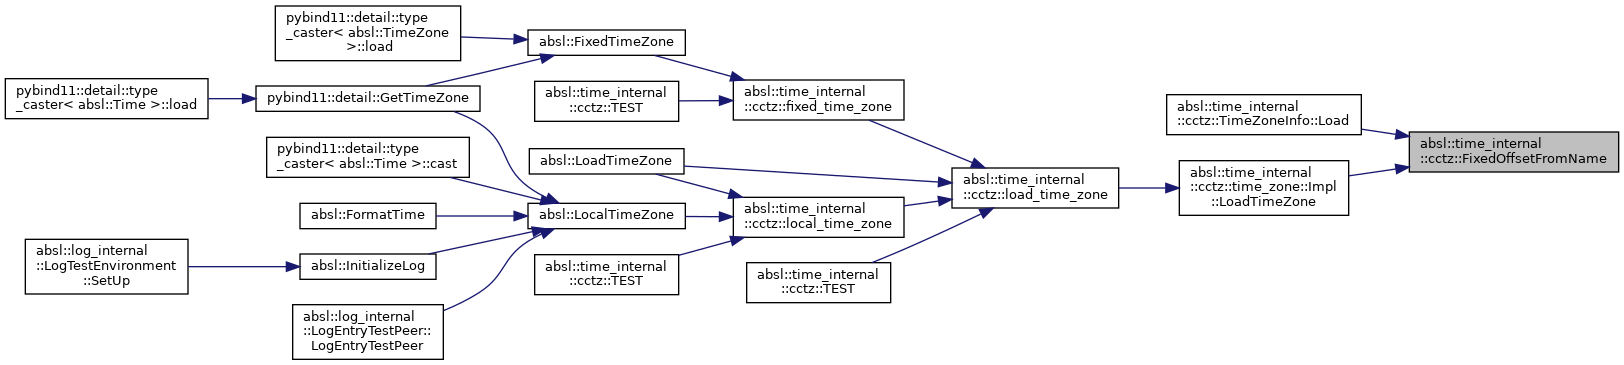 pybind11::detail::type
_caster< absl::TimeZone
>::load
absl::FixedTimeZone
pybind11::detail::type
_caster< absl::Time >::load
pybind11::detail::GetTimeZone
absl::time_internal
::cctz::TEST
absl::time_internal
::cctz::fixed_time_zone
absl::time_internal
::cctz::TimeZoneInfo::Load
absl::time_internal
::cctz::FixedOffsetFromName
pybind11::detail::type
_caster< absl::Time >::cast
absl::LoadTimeZone
absl::time_internal
::cctz::load_time_zone
absl::time_internal
::cctz::time_zone::Impl
::LoadTimeZone
absl::FormatTime
absl::LocalTimeZone
absl::time_internal
::cctz::local_time_zone
absl::log_internal
::LogTestEnvironment
::SetUp
absl::InitializeLog
absl::time_internal
::cctz::TEST
absl::time_internal
::cctz::TEST
absl::log_internal
::LogEntryTestPeer::
LogEntryTestPeer